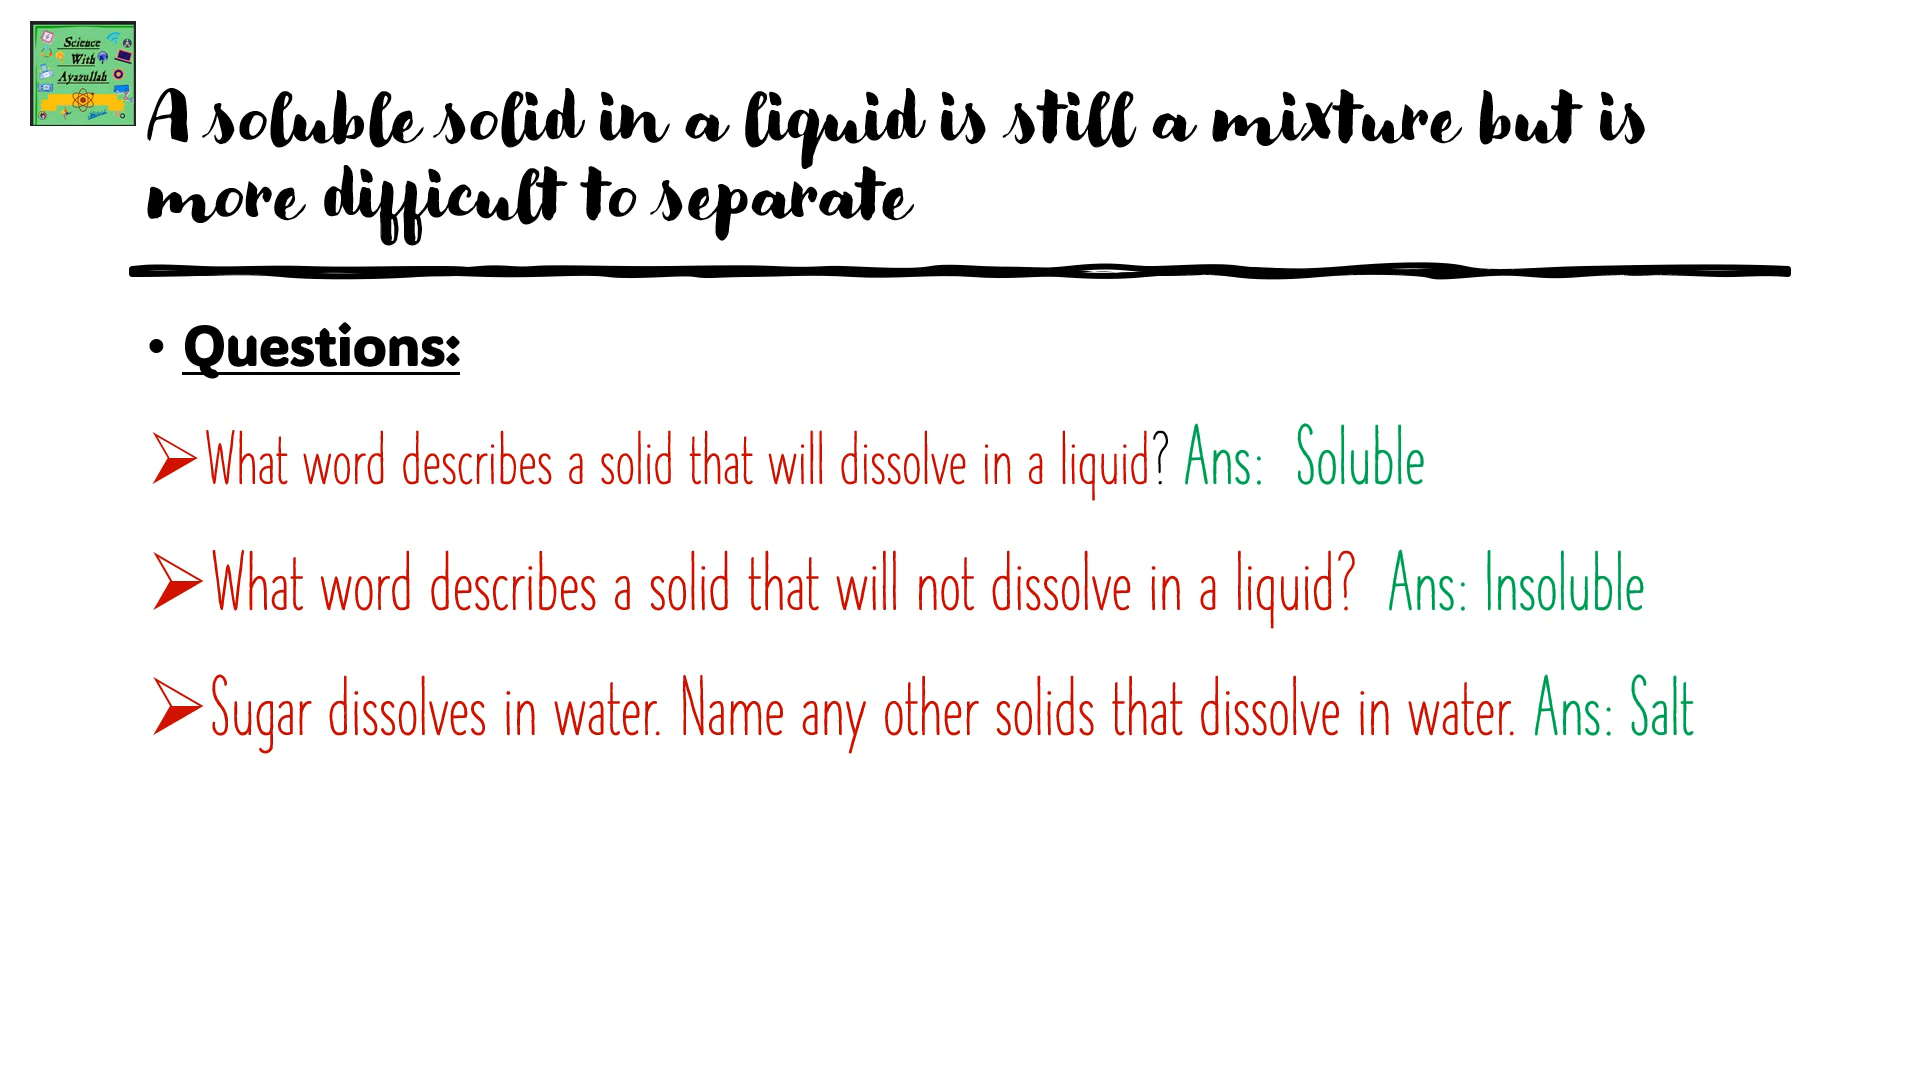 Science
With
Ayazullah
A soluble solid in a liquid is still a mixture but is
more difficult to separate
• Questions:
What word describes a solid that will dissolve in a liquid? Ans: Soluble
What word describes a solid that will not dissolve in a liquid? Ans: Insoluble
Sugar dissolves in water. Name any other solids that dissolve in water. Ans: Salt